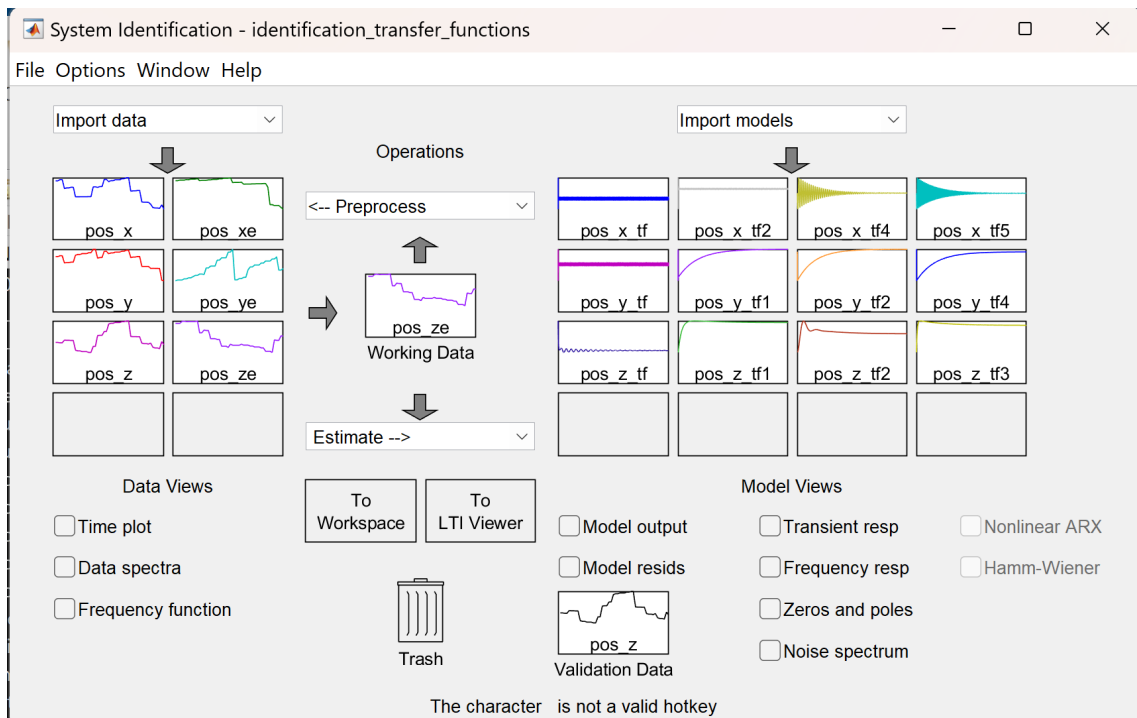 System Identification - identification_transfer_functions
File Options Window Help
Import data
Import models
Operations
pos_x
pos_xe
<-- Preprocess
pos_x_tf
pos_x_tf2
pos_x_tf4
pos_x_tf5
pos_y
pos_ye
pos_ze
Working Data
pos_y_tf
pos_y_tf1
pos_y_tf2
pos_y_tf4
pos_z
pos_ze
pos_z_tf
pos_z_tf1
pos_z_tf2
pos_z_tf3
Estimate -->
Data Views
To
Workspace
To
LTI Viewer
Model Views
Time plot
Data spectra
Frequency function
Trash
Model output
Model resids
pos_z
Validation Data
Transient resp
Frequency resp
Zeros and poles
Noise spectrum
Nonlinear ARX
Hamm-Wiener
The character   is not a valid hotkey